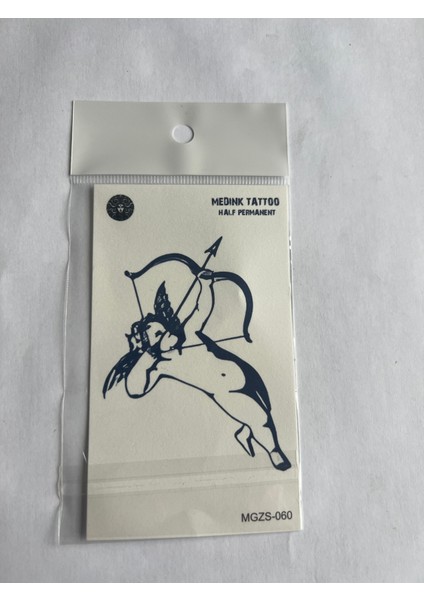 MEDINK TATTOO
HALF PERMANENT
MGZS-060